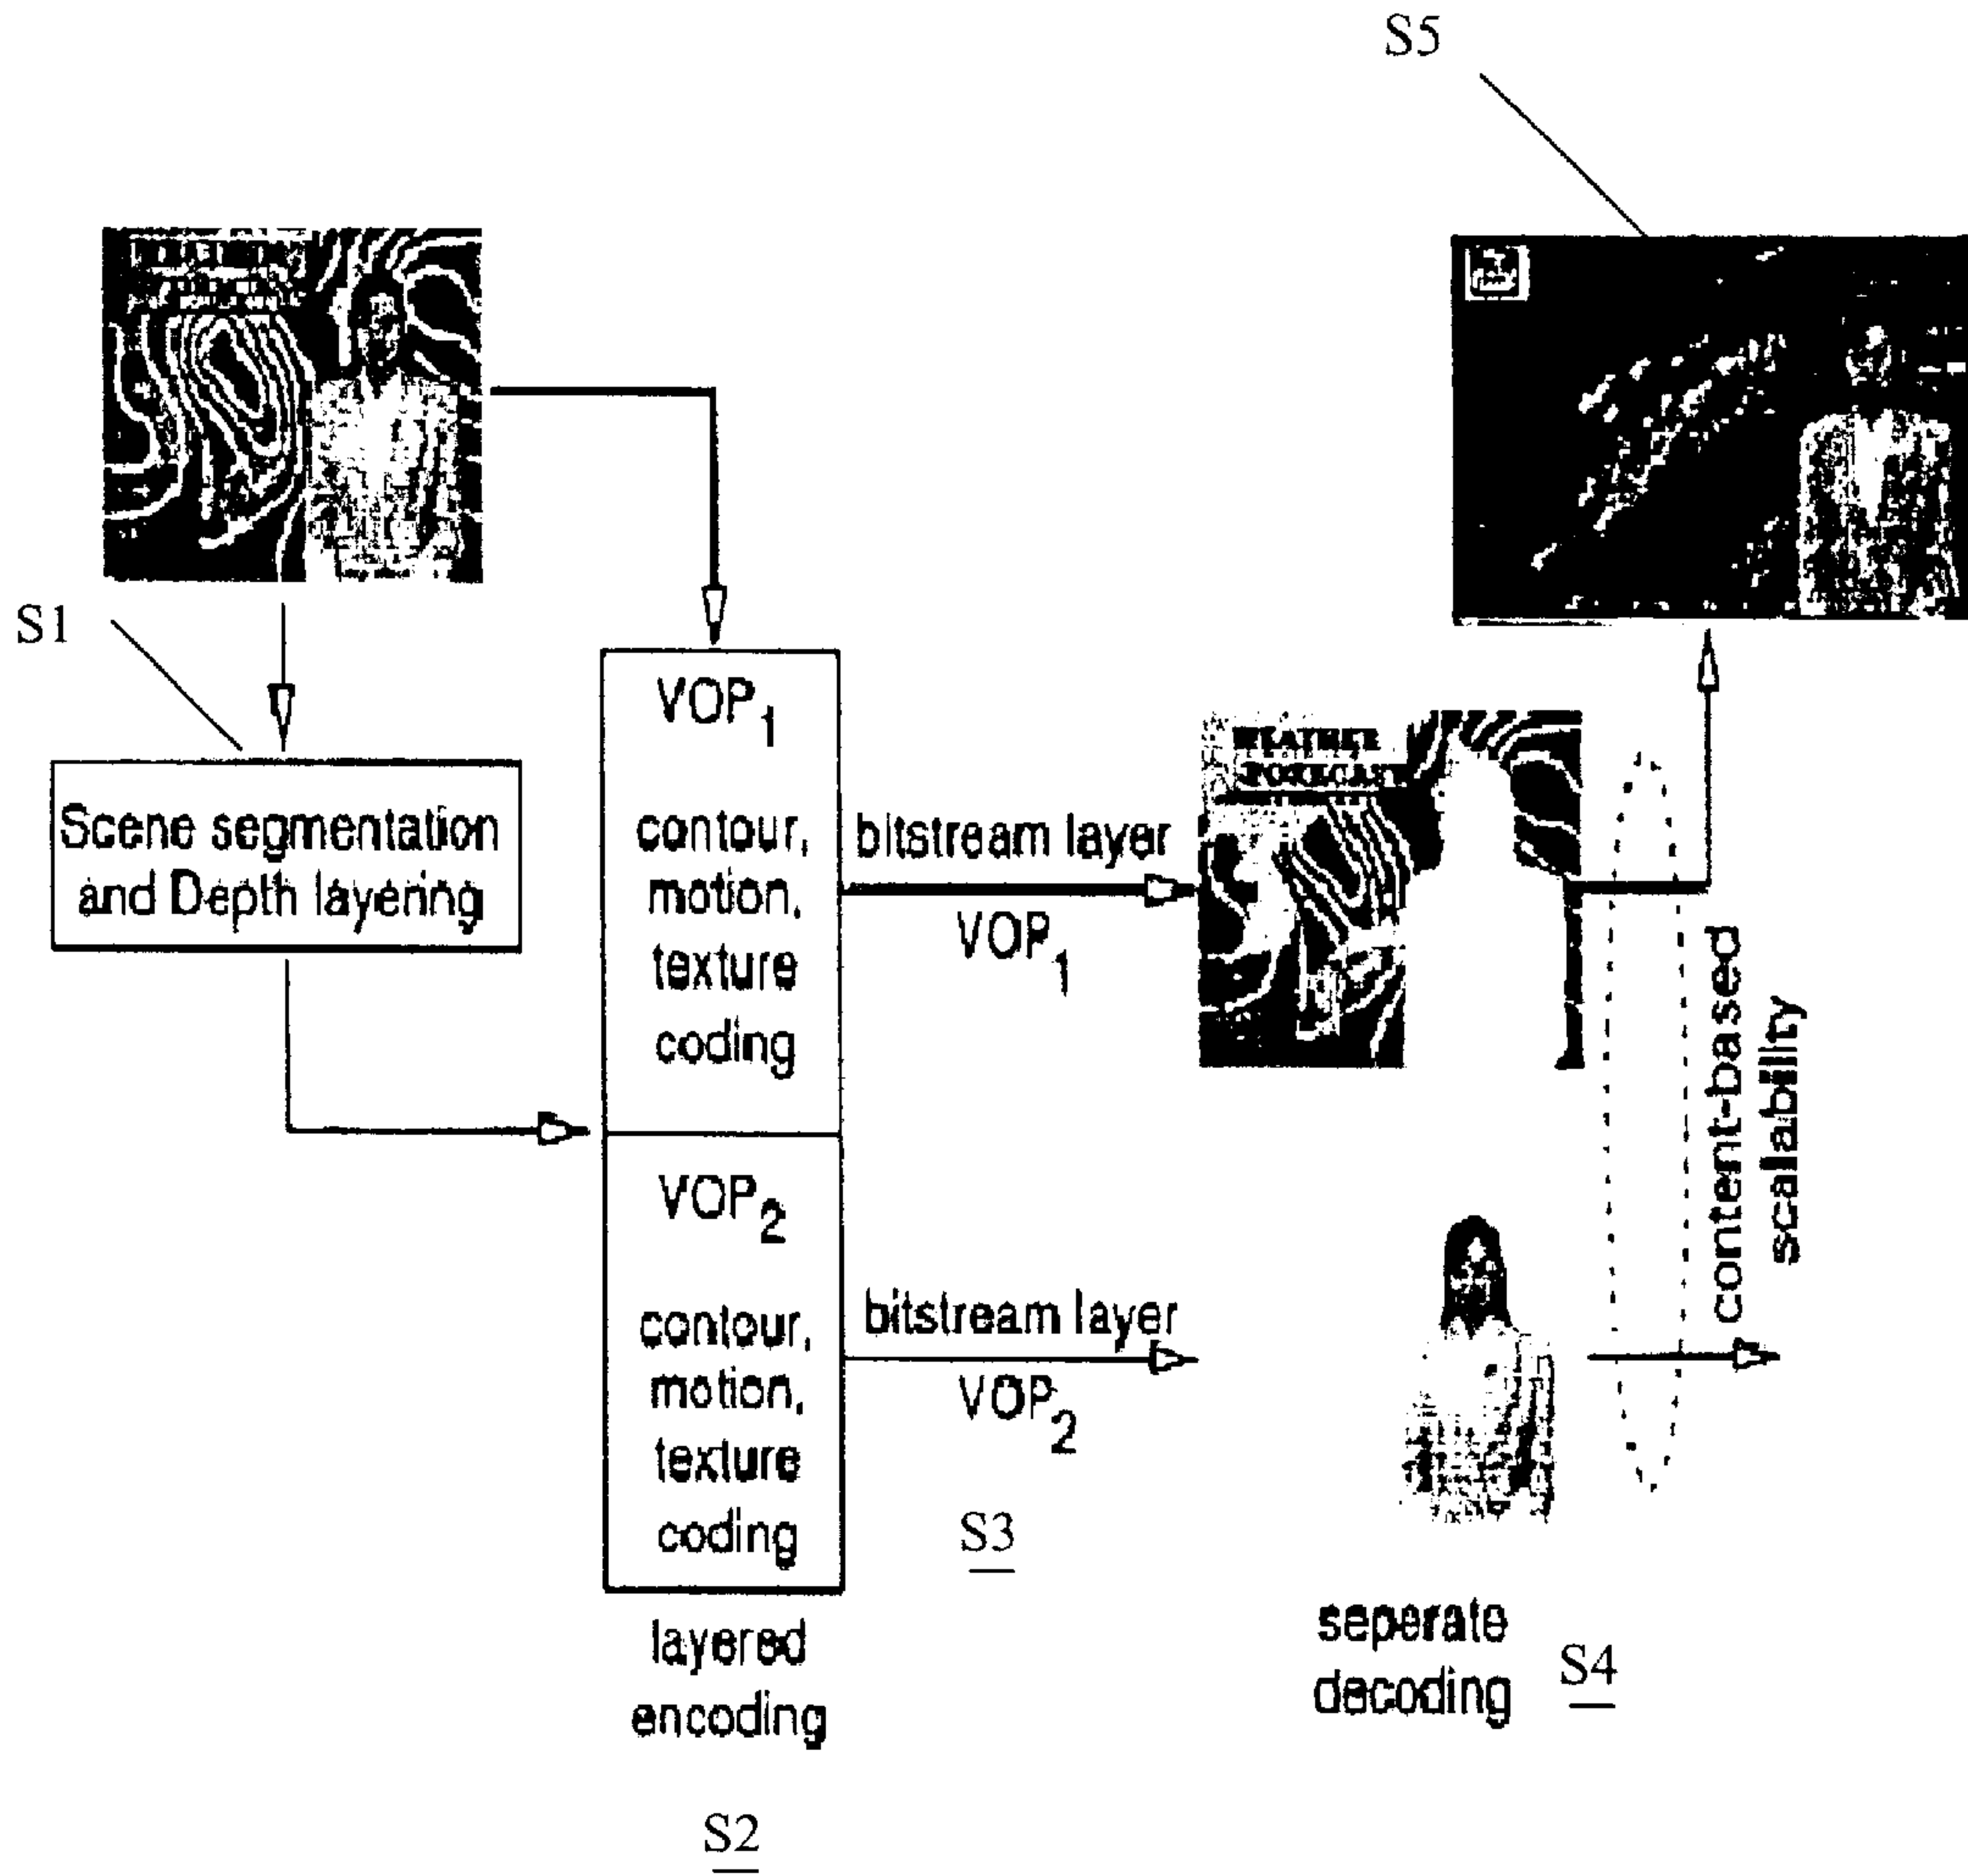 S5
S1
Scene segmentation
and Depth layering
VOP1
contour,
motion,
texture
coding
VOP2
contour,
motion,
texture
coding
layered
encoding
S2
bitstream layer
VOP1
bitstream layer
VOP2
S3
WEATHER
FORECAST
content-based
scalability
seperate
decoding
S4